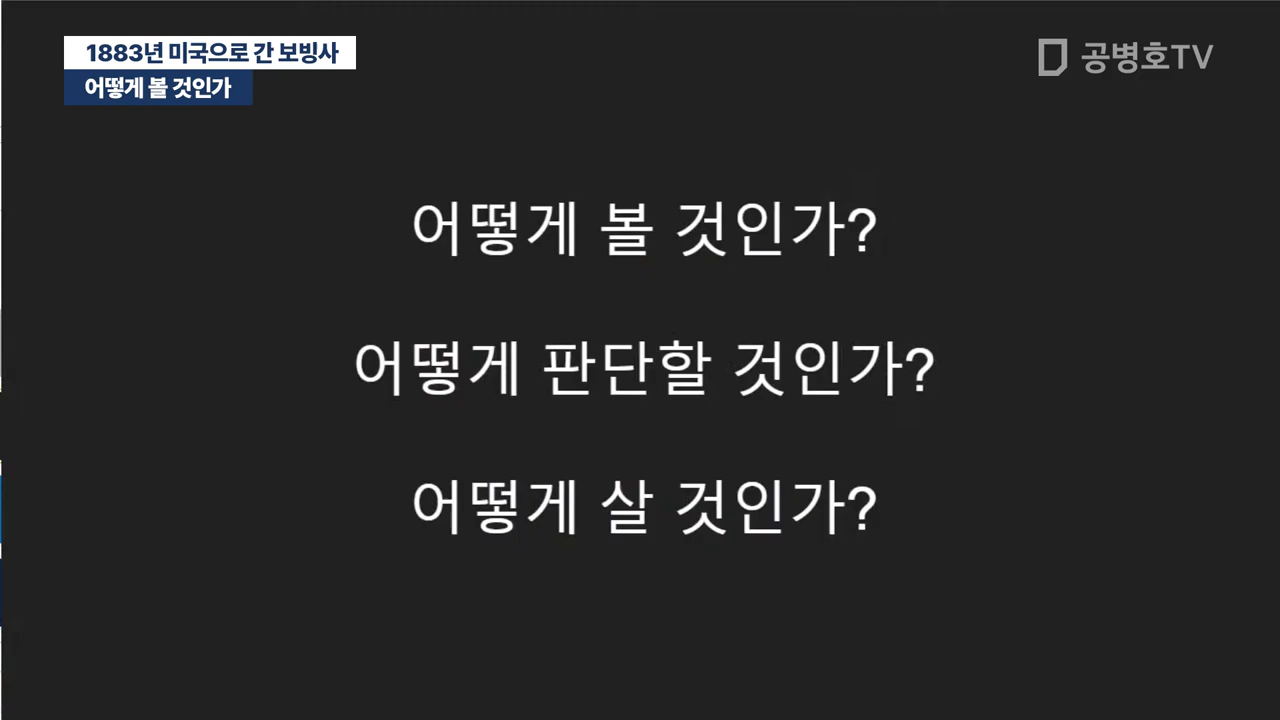 1883년 미국으로 간 보빙사
어떻게 볼 것인가
공병호TV
어떻게 볼 것인가?
어떻게 판단할 것인가?
어떻게 살 것인가?